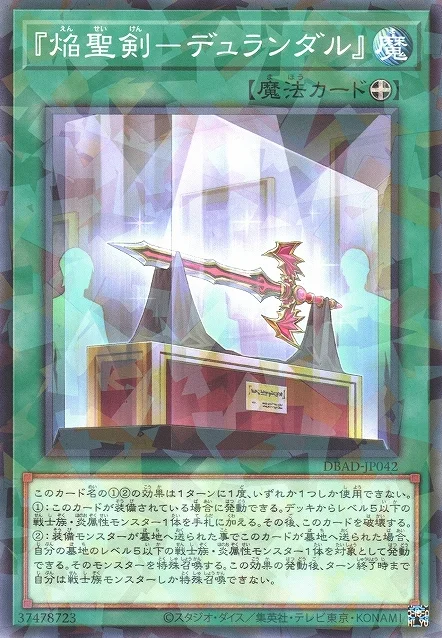 『焔聖剣－デュランダル』
魔
【魔法カード】
DBAD-JP042
このカード名の①②の効果は１ターンに１度、いずれか１つしか使用できない。
①：このカードが装備されている場合に発動できる。デッキからレベル５以下の
戦士族・炎属性モンスター１体を手札に加える。その後、このカードを破壊する。
②：装備モンスターが墓地へ送られた事でこのカードが墓地へ送られた場合、
自分の墓地のレベル５以下の戦士族・炎属性モンスター１体を対象として発動
できる。そのモンスターを特殊召喚する。この効果の発動後、ターン終了時まで
自分は戦士族モンスターしか特殊召喚できない。
37478723
©スタジオ・ダイス／集英社・テレビ東京・KONAMI